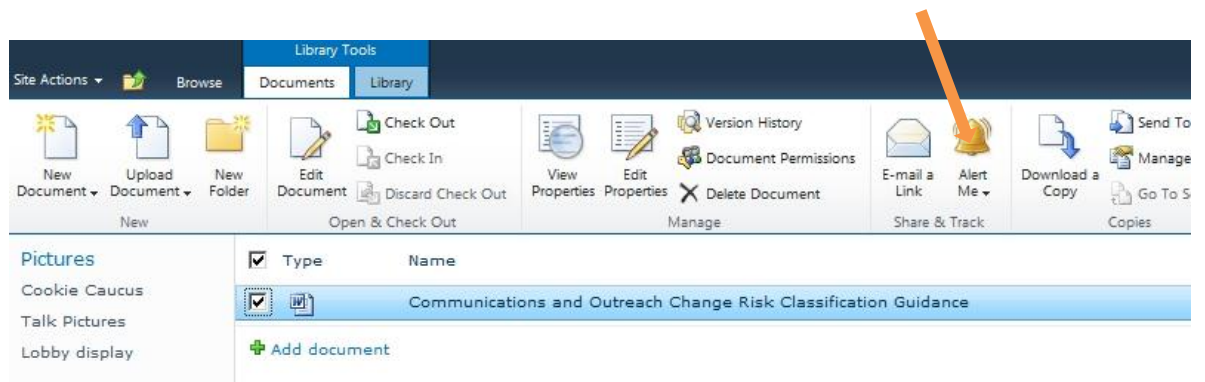 Library Tools
Site Actions Browse Documents Library
New Document
Upload Document
New Folder
New
Edit Document
Check Out
Check In
Discard Check Out
Open & Check Out
View Properties
Edit Properties
Version History
Document Permissions
Delete Document
Manage
E-mail a Link
Alert Me
Share & Track
Download a Copy
Send To
Manage
Go To S
Copies
Pictures
Cookie Caucus
Talk Pictures
Lobby display
Type Name
Communications and Outreach Change Risk Classification Guidance
Add document